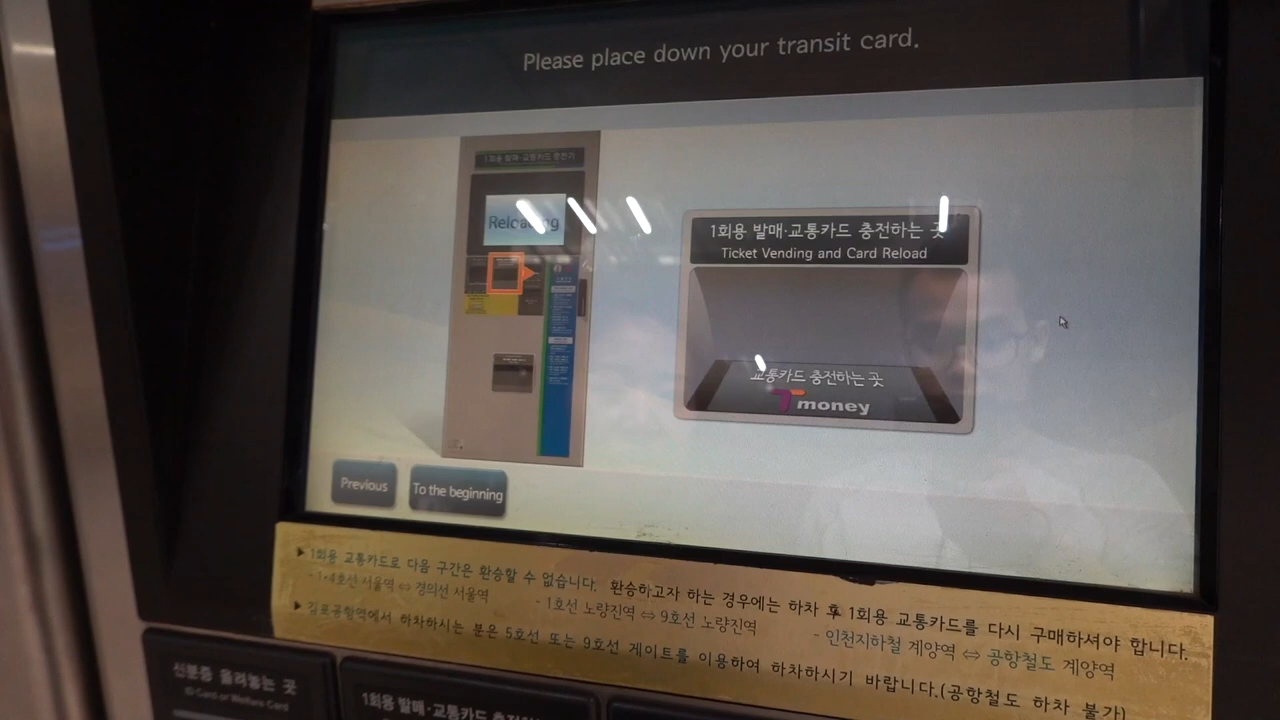 Please place down your transit card.
1회용 발매·교통카드 충전기
Reloading
1회용 발매·교통카드 충전하는 곳
Ticket Vending and Card Reload
교통카드 충전하는 곳
T money
Previous
To the beginning
▶ 1회용 교통카드로 다음 구간은 환승할 수 없습니다. 환승하고자 하는 경우에는 하차 후 1회용 교통카드를 다시 구매하셔야 합니다.
- 1•4호선 서울역 ⇔ 경의선 서울역 - 1호선 노량진역 ⇔ 9호선 노량진역 - 인천지하철 계양역 ⇔ 공항철도 계양역
▶ 김포공항역에서 하차하시는 분은 5호선 또는 9호선 게이트를 이용하여 하차하시기 바랍니다.(공항철도 하차 불가)
신분증 올려놓는 곳
ID Card or Welfare Card
1회용 발매·교통카드 충전하